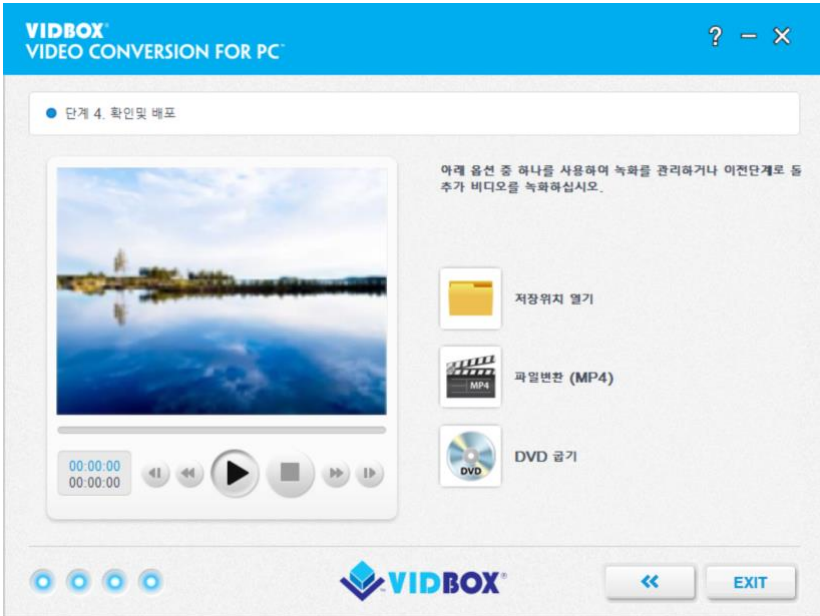 VIDBOX®
VIDEO CONVERSION FOR PC™
단계 4. 확인및 배포
아래 옵션 중 하나를 사용하여 녹화를 관리하거나 이전단계로 돌
추가 비디오를 녹화하십시오.
저장위치 열기
MP4
파일변환 (MP4)
DVD
DVD 굽기
00:00:00
00:00:00
VIDBOX®
EXIT